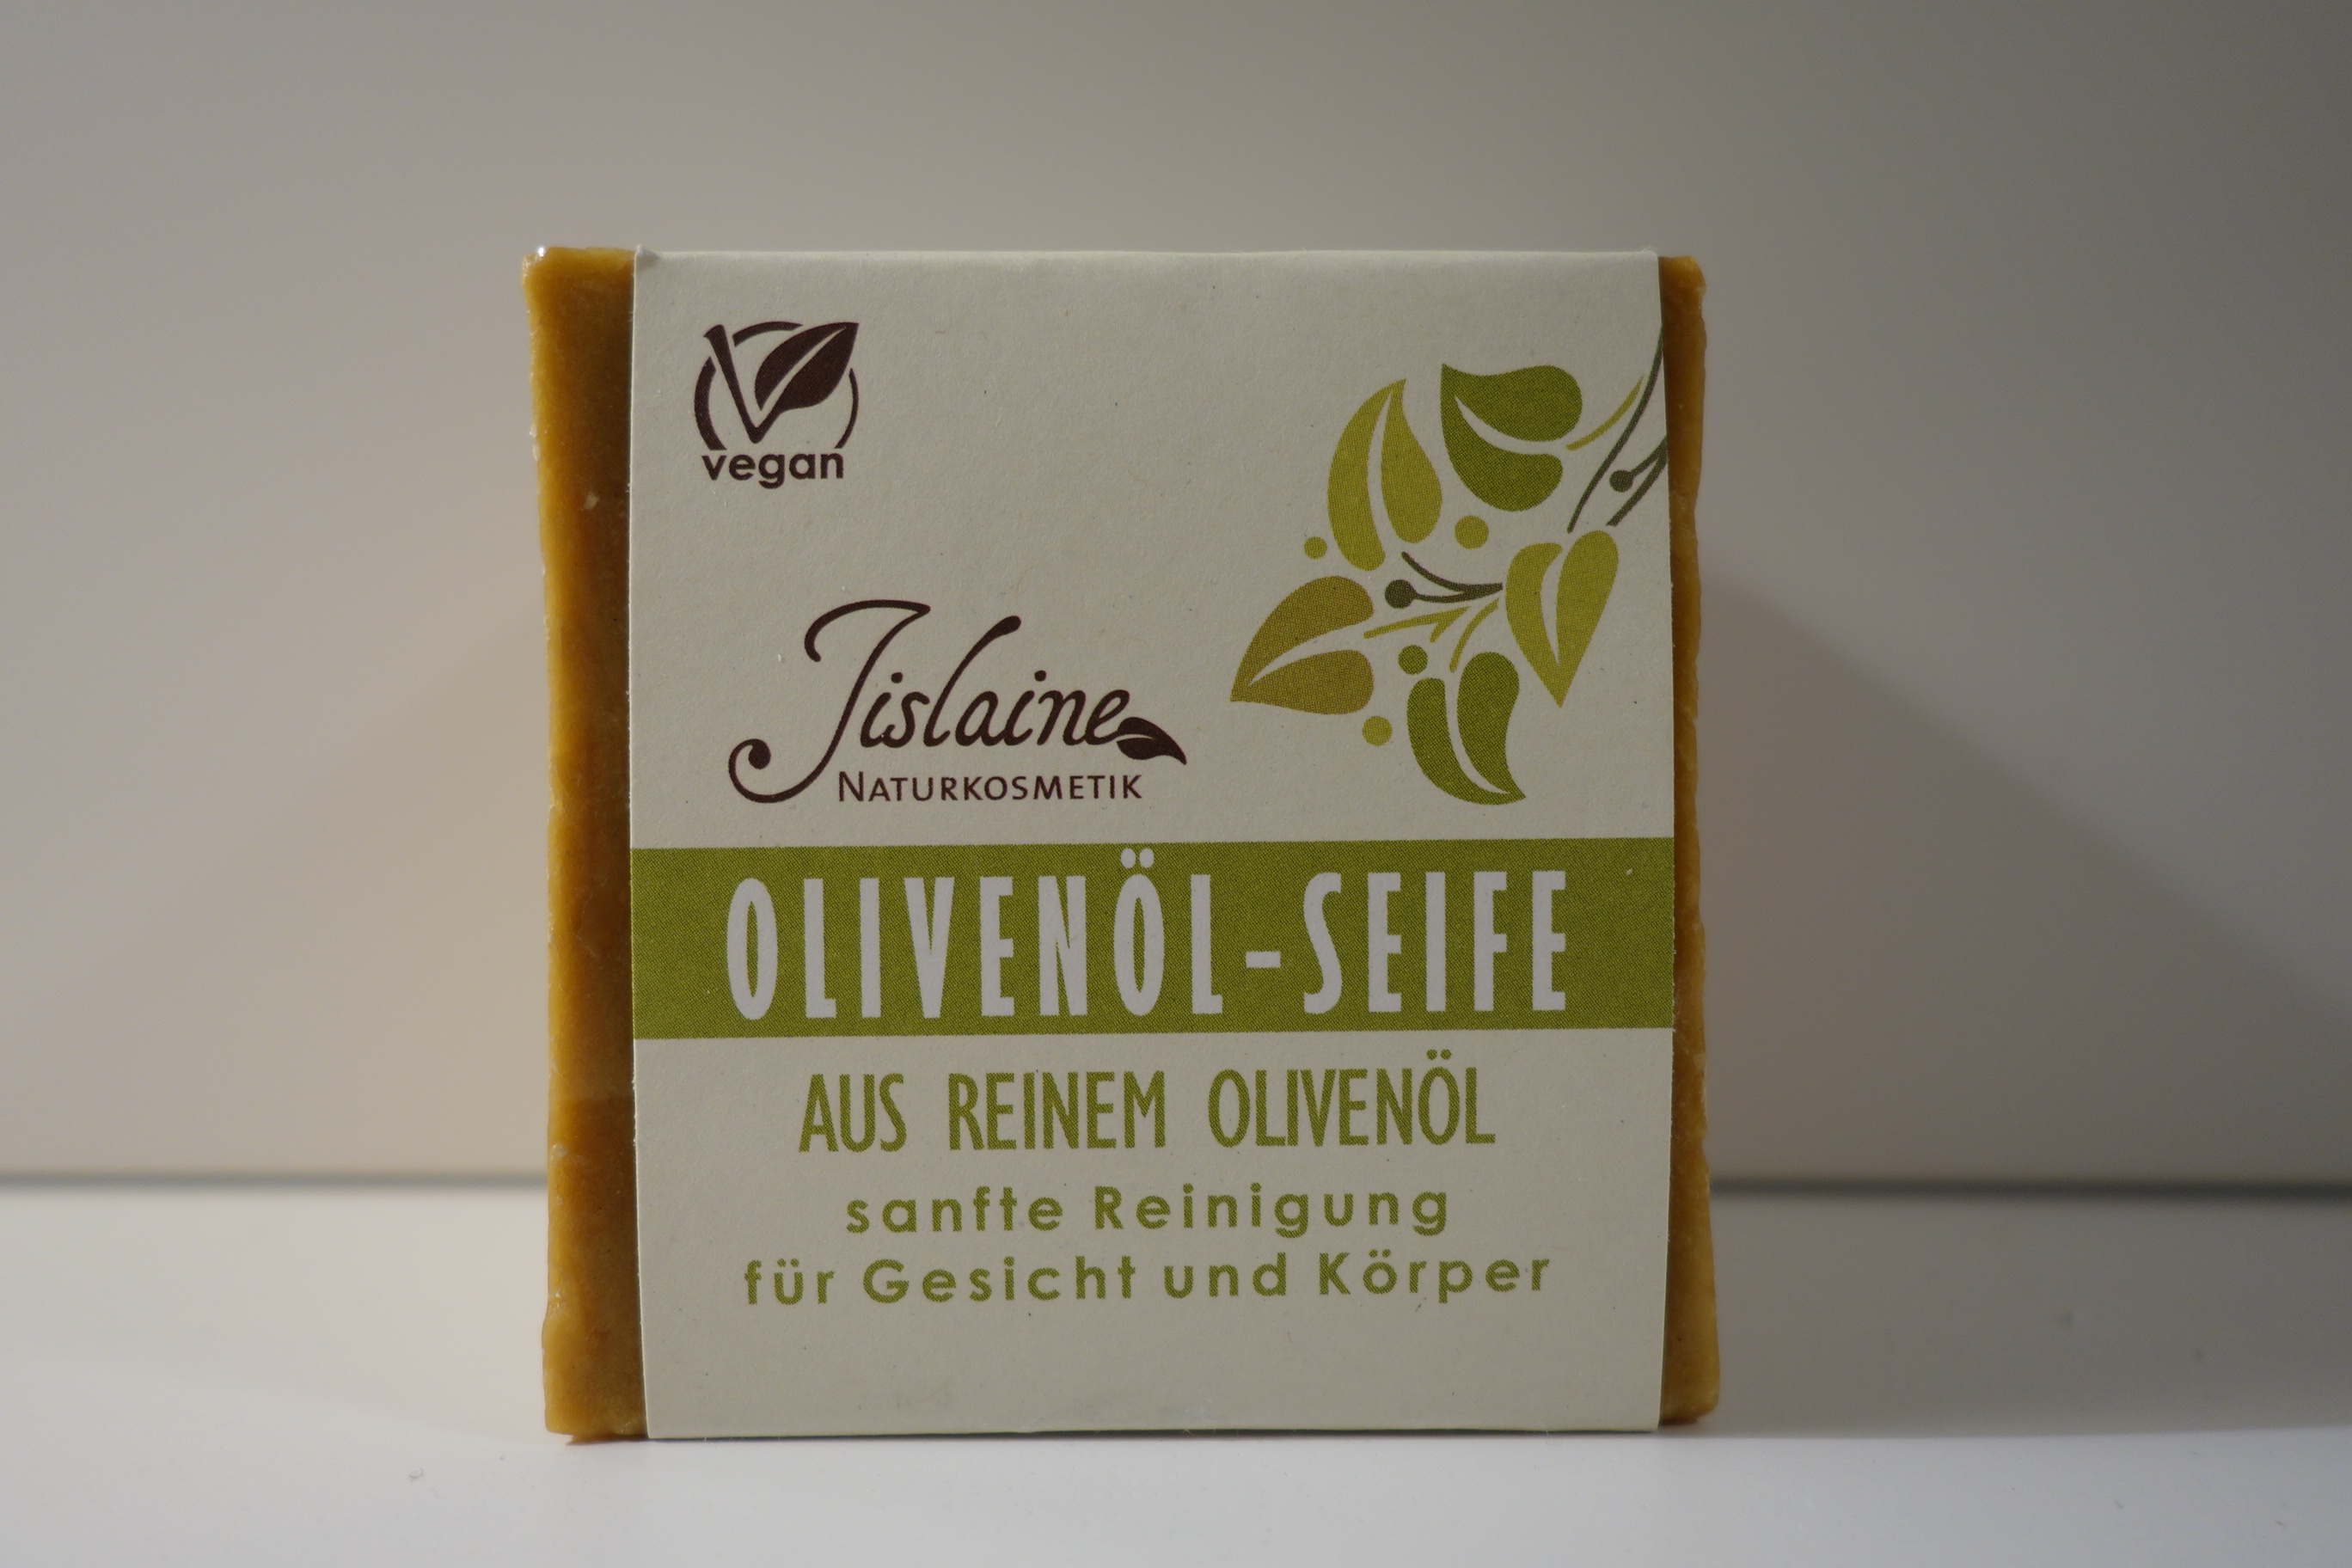 vegan
Jislaine
NATURKOSMETIK
OLIVENÖL-SEIFE
AUS REINEM OLIVENÖL
sanfte Reinigung
für Gesicht und Körper